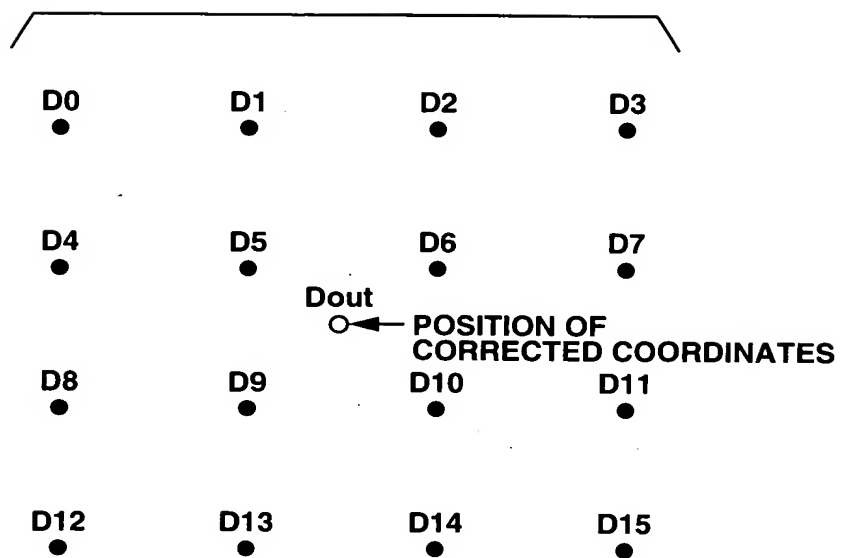 D0 D1 D2 D3
D4 D5 D6 D7
Dout
POSITION OF
CORRECTED COORDINATES
D8 D9 D10 D11
D12 D13 D14 D15